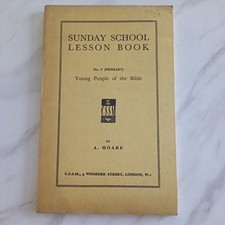 SUNDAY SCHOOL
LESSON BOOK
No. 7 (PRIMARY)
Young People of the Bible
By
A. HOARE
C.S.S.M., 5 WIGMORE STREET, LONDON, W.1